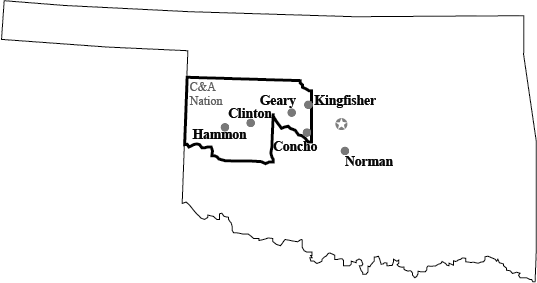 C&A
Nation
Geary
Kingfisher
Clinton
Hammon
Concho
Norman